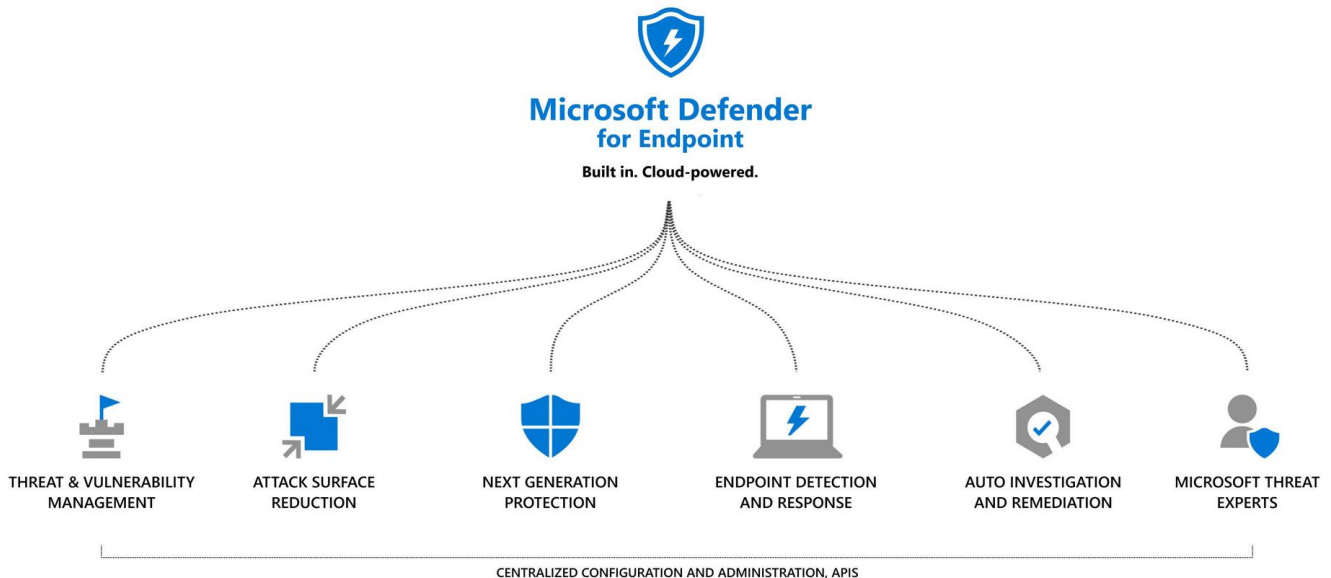 Microsoft Defender
for Endpoint
Built in. Cloud-powered.
THREAT & VULNERABILITY
MANAGEMENT
ATTACK SURFACE
REDUCTION
NEXT GENERATION
PROTECTION
ENDPOINT DETECTION
AND RESPONSE
AUTO INVESTIGATION
AND REMEDIATION
MICROSOFT THREAT
EXPERTS
CENTRALIZED CONFIGURATION AND ADMINISTRATION, APIS